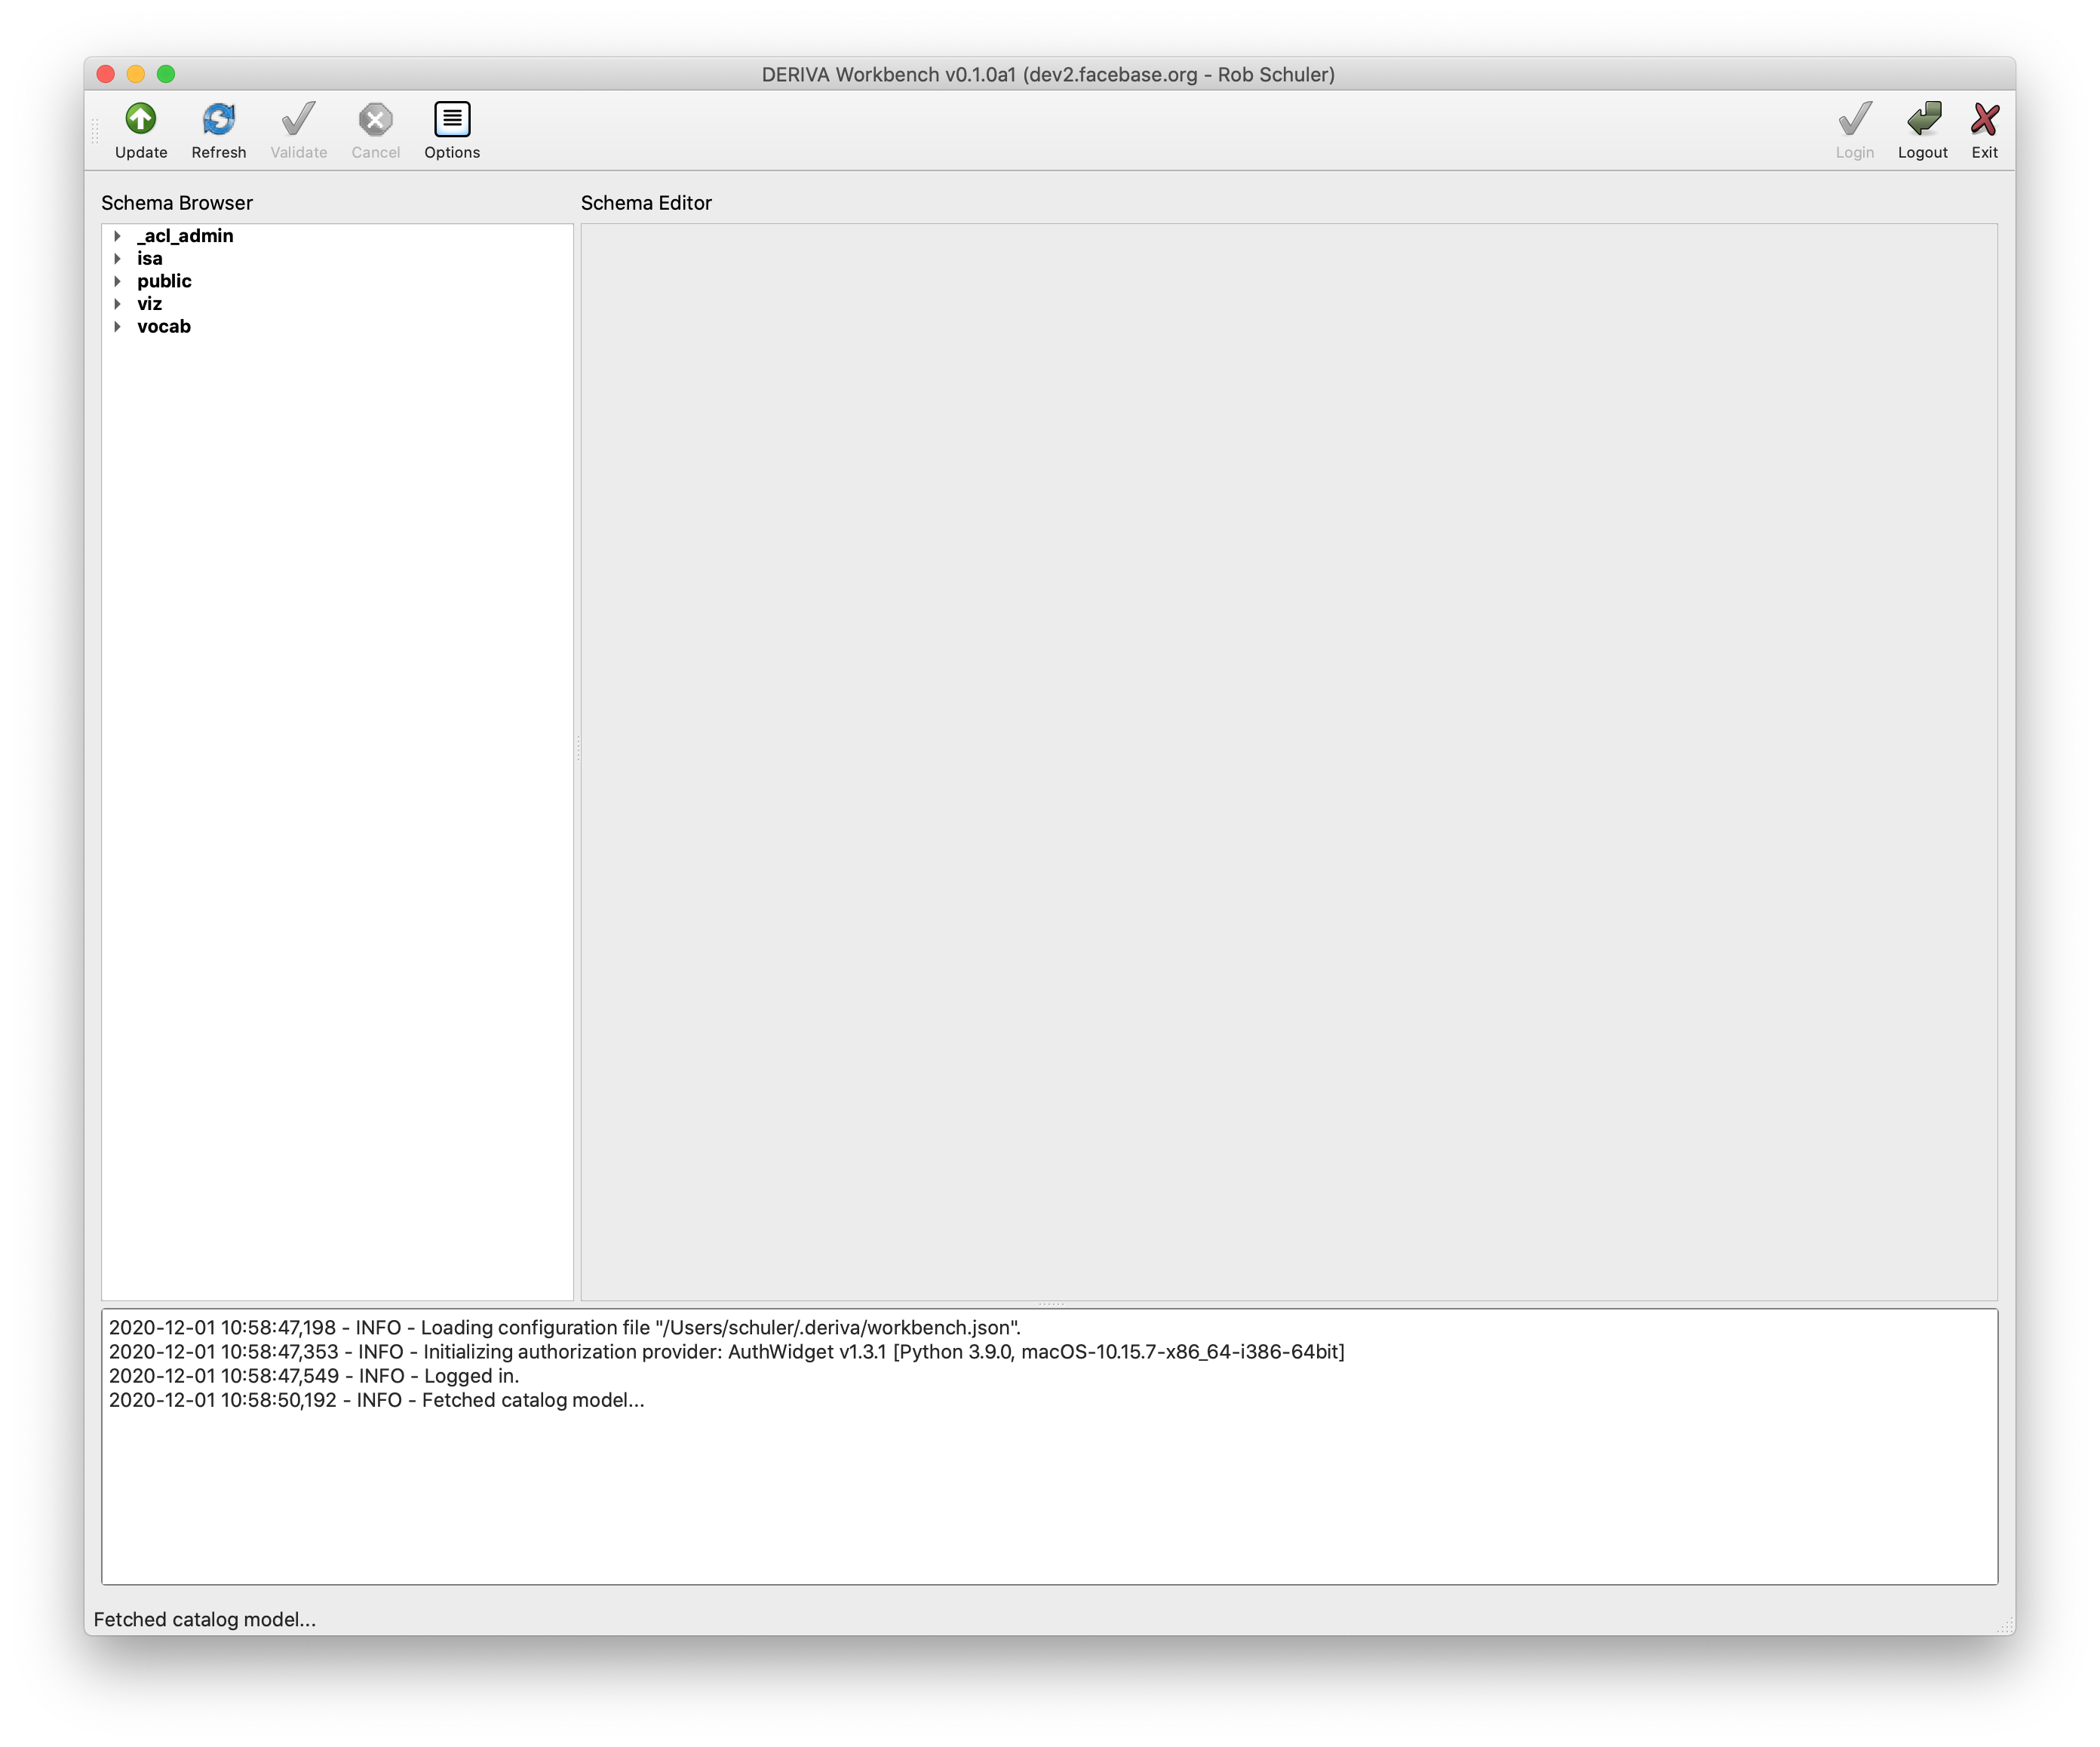 DERIVA Workbench v0.1.0a1 (dev2.facebase.org - Rob Schuler)
Update Refresh Validate Cancel Options Login Logout Exit
Schema Browser Schema Editor
_acl_admin
isa
public
viz
vocab
2020-12-01 10:58:47,198 - INFO - Loading configuration file "/Users/schuler/.deriva/workbench.json".
2020-12-01 10:58:47,353 - INFO - Initializing authorization provider: AuthWidget v1.3.1 [Python 3.9.0, macOS-10.15.7-x86_64-i386-64bit]
2020-12-01 10:58:47,549 - INFO - Logged in.
2020-12-01 10:58:50,192 - INFO - Fetched catalog model...
Fetched catalog model...